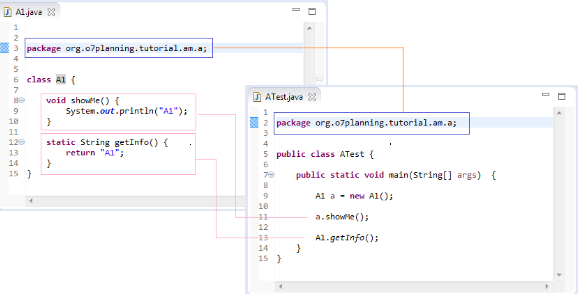 A1.java
1
2
3 package org.o7planning.tutorial.am.a;
4
5
6 class A1 {
7
8 void showMe() {
9 System.out.println("A1");
10 }
11
12 static String getInfo() {
13 return "A1";
14 }
15 }
ATest.java
1
2 package org.o7planning.tutorial.am.a;
3
4
5 public class ATest {
6
7 public static void main(String[] args) {
8
9 A1 a = new A1();
10
11 a.showMe();
12
13 A1.getInfo();
14 }
15 }